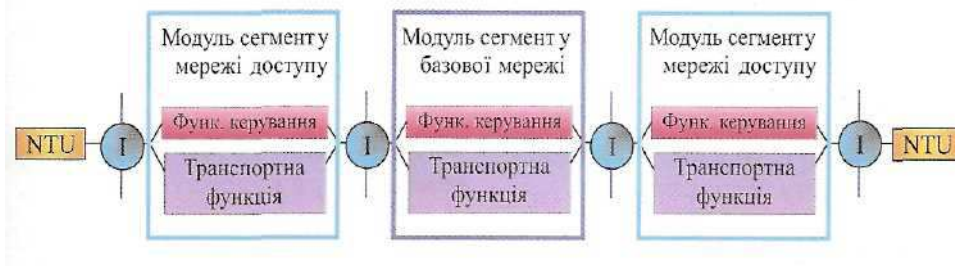 Модуль сегменту
мережі доступу
Модуль сегменту
базової мережі
Модуль сегменту
мережі доступу
NTU
I
Функ. керування
Транспортна
функція
I
Функ. керування
Транспортна
функція
I
Функ. керування
Транспортна
функція
I
NTU